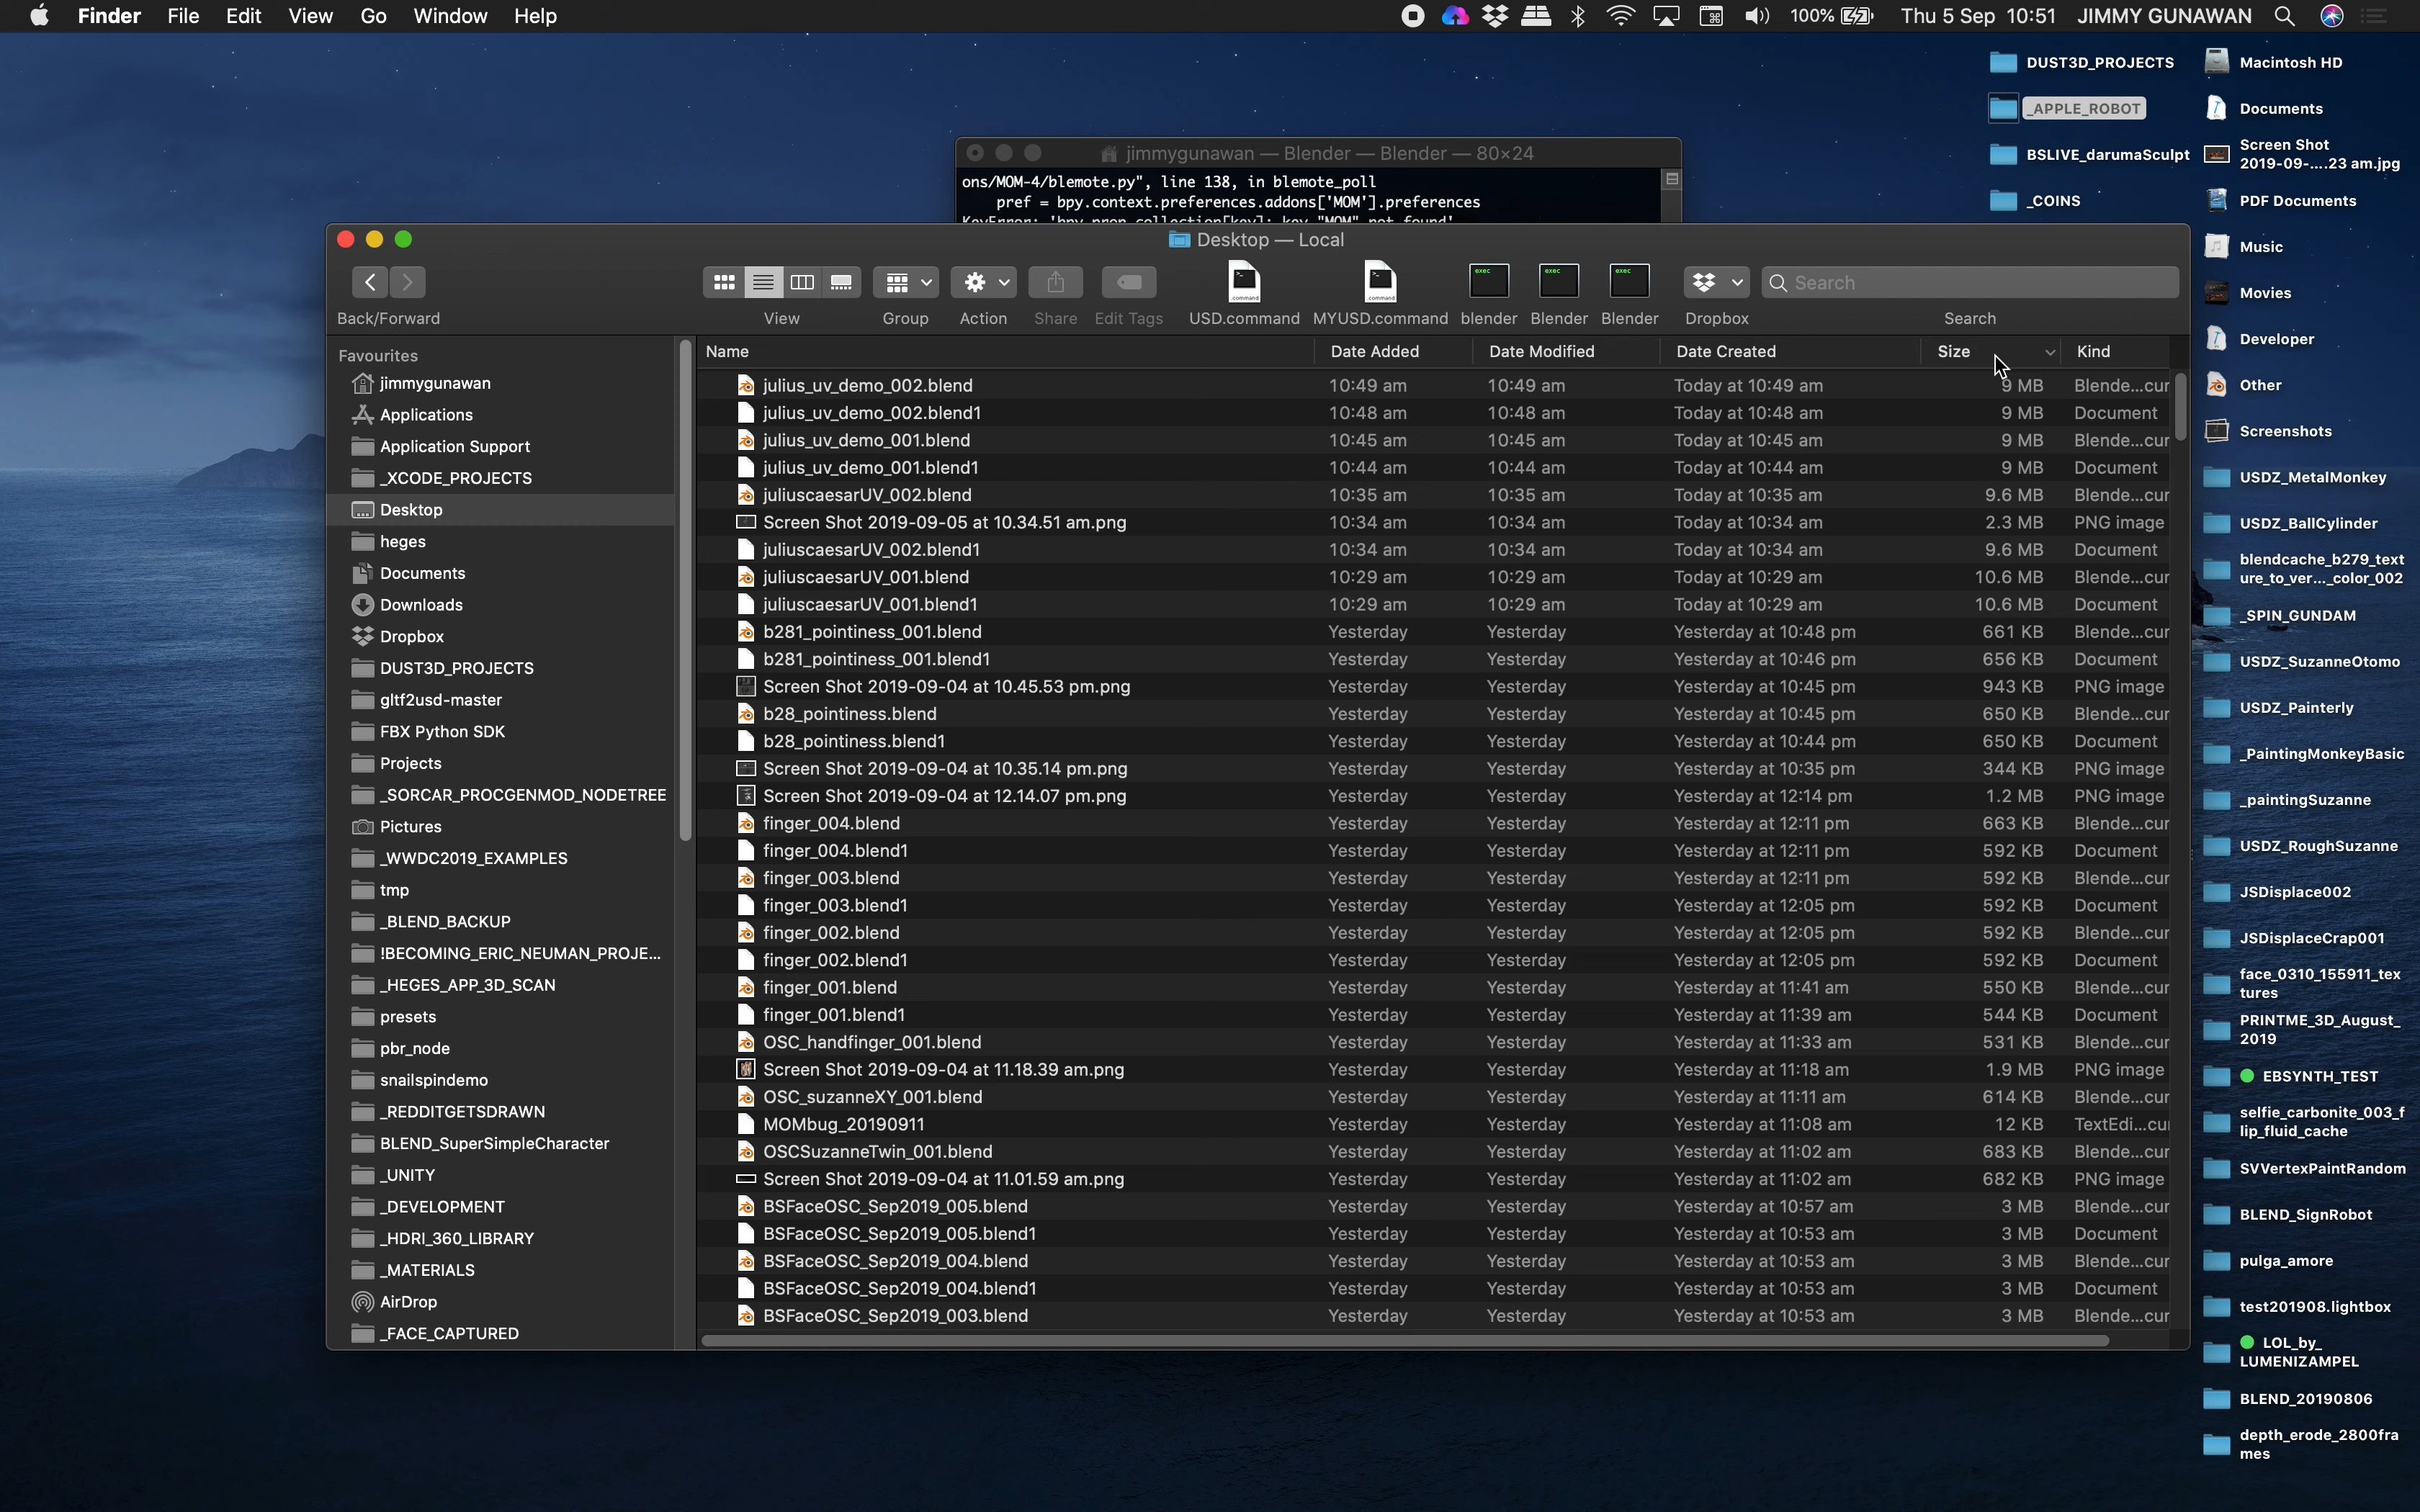 Finder File Edit View Go Window Help 100% Thu 5 Sep 10:51 JIMMY GUNAWAN
jimmygunawan — Blender — Blender — 80×24
ons/MOM-4/blemote.py", line 138, in blemote_poll
pref = bpy.context.preferences.addons['MOM'].preferences
KeyError: 'bpy_prop_collection[key]: key "MOM" not found'
Desktop — Local
Search
Back/Forward View Group Action Share Edit Tags USD.command MYUSD.command blender Blender Blender Dropbox Search
Favourites
jimmygunawan
Applications
Application Support
_XCODE_PROJECTS
Desktop
heges
Documents
Downloads
Dropbox
DUST3D_PROJECTS
gltf2usd-master
FBX Python SDK
Projects
_SORCAR_PROCGENMOD_NODETREE
Pictures
_WWDC2019_EXAMPLES
tmp
_BLEND_BACKUP
!BECOMING_ERIC_NEUMAN_PROJE...
_HEGES_APP_3D_SCAN
presets
pbr_node
snailspindemo
_REDDITGETSDRAWN
BLEND_SuperSimpleCharacter
_UNITY
_DEVELOPMENT
_HDRI_360_LIBRARY
_MATERIALS
AirDrop
_FACE_CAPTURED
Name Date Added Date Modified Date Created Size Kind
julius_uv_demo_002.blend 10:49 am 10:49 am Today at 10:49 am 9 MB Blende...cur
julius_uv_demo_002.blend1 10:48 am 10:48 am Today at 10:48 am 9 MB Document
julius_uv_demo_001.blend 10:45 am 10:45 am Today at 10:45 am 9 MB Blende...cur
julius_uv_demo_001.blend1 10:44 am 10:44 am Today at 10:44 am 9 MB Document
juliuscaesarUV_002.blend 10:35 am 10:35 am Today at 10:35 am 9.6 MB Blende...cur
Screen Shot 2019-09-05 at 10.34.51 am.png 10:34 am 10:34 am Today at 10:34 am 2.3 MB PNG image
juliuscaesarUV_002.blend1 10:34 am 10:34 am Today at 10:34 am 9.6 MB Document
juliuscaesarUV_001.blend 10:29 am 10:29 am Today at 10:29 am 10.6 MB Blende...cur
juliuscaesarUV_001.blend1 10:29 am 10:29 am Today at 10:29 am 10.6 MB Document
b281_pointiness_001.blend Yesterday Yesterday Yesterday at 10:48 pm 661 KB Blende...cur
b281_pointiness_001.blend1 Yesterday Yesterday Yesterday at 10:46 pm 656 KB Document
Screen Shot 2019-09-04 at 10.45.53 pm.png Yesterday Yesterday Yesterday at 10:45 pm 943 KB PNG image
b28_pointiness.blend Yesterday Yesterday Yesterday at 10:45 pm 650 KB Blende...cur
b28_pointiness.blend1 Yesterday Yesterday Yesterday at 10:44 pm 650 KB Document
Screen Shot 2019-09-04 at 10.35.14 pm.png Yesterday Yesterday Yesterday at 10:35 pm 344 KB PNG image
Screen Shot 2019-09-04 at 12.14.07 pm.png Yesterday Yesterday Yesterday at 12:14 pm 1.2 MB PNG image
finger_004.blend Yesterday Yesterday Yesterday at 12:11 pm 663 KB Blende...cur
finger_004.blend1 Yesterday Yesterday Yesterday at 12:11 pm 592 KB Document
finger_003.blend Yesterday Yesterday Yesterday at 12:11 pm 592 KB Blende...cur
finger_003.blend1 Yesterday Yesterday Yesterday at 12:05 pm 592 KB Document
finger_002.blend Yesterday Yesterday Yesterday at 12:05 pm 592 KB Blende...cur
finger_002.blend1 Yesterday Yesterday Yesterday at 12:05 pm 592 KB Document
finger_001.blend Yesterday Yesterday Yesterday at 11:41 am 550 KB Blende...cur
finger_001.blend1 Yesterday Yesterday Yesterday at 11:39 am 544 KB Document
OSC_handfinger_001.blend Yesterday Yesterday Yesterday at 11:33 am 531 KB Blende...cur
Screen Shot 2019-09-04 at 11.18.39 am.png Yesterday Yesterday Yesterday at 11:18 am 1.9 MB PNG image
OSC_suzanneXY_001.blend Yesterday Yesterday Yesterday at 11:11 am 614 KB Blende...cur
MOMbug_20190911 Yesterday Yesterday Yesterday at 11:08 am 12 KB TextEdi...cu
OSCSuzanneTwin_001.blend Yesterday Yesterday Yesterday at 11:02 am 683 KB Blende...cur
Screen Shot 2019-09-04 at 11.01.59 am.png Yesterday Yesterday Yesterday at 11:02 am 682 KB PNG image
BSFaceOSC_Sep2019_005.blend Yesterday Yesterday Yesterday at 10:57 am 3 MB Blende...cur
BSFaceOSC_Sep2019_005.blend1 Yesterday Yesterday Yesterday at 10:53 am 3 MB Document
BSFaceOSC_Sep2019_004.blend Yesterday Yesterday Yesterday at 10:53 am 3 MB Blende...cur
BSFaceOSC_Sep2019_004.blend1 Yesterday Yesterday Yesterday at 10:53 am 3 MB Document
BSFaceOSC_Sep2019_003.blend Yesterday Yesterday Yesterday at 10:53 am 3 MB Blende...cur
DUST3D_PROJECTS
_APPLE_ROBOT
BSLIVE_darumaSculpt
_COINS
Macintosh HD
Documents
Screen Shot
2019-09-....23 am.jpg
PDF Documents
Music
Movies
Developer
Other
Screenshots
USDZ_MetalMonkey
USDZ_BallCylinder
blendcache_b279_text
ure_to_ver..._color_002
_SPIN_GUNDAM
USDZ_SuzanneOtomo
USDZ_Painterly
_PaintingMonkeyBasic
_paintingSuzanne
USDZ_RoughSuzanne
JSDisplace002
JSDisplaceCrap001
face_0310_155911_tex
tures
PRINTME_3D_August_
2019
EBSYNTH_TEST
selfie_carbonite_003_f
lip_fluid_cache
SVVertexPaintRandom
BLEND_SignRobot
pulga_amore
test201908.lightbox
LOL_by_
LUMENIZAMPEL
BLEND_20190806
depth_erode_2800fra
mes